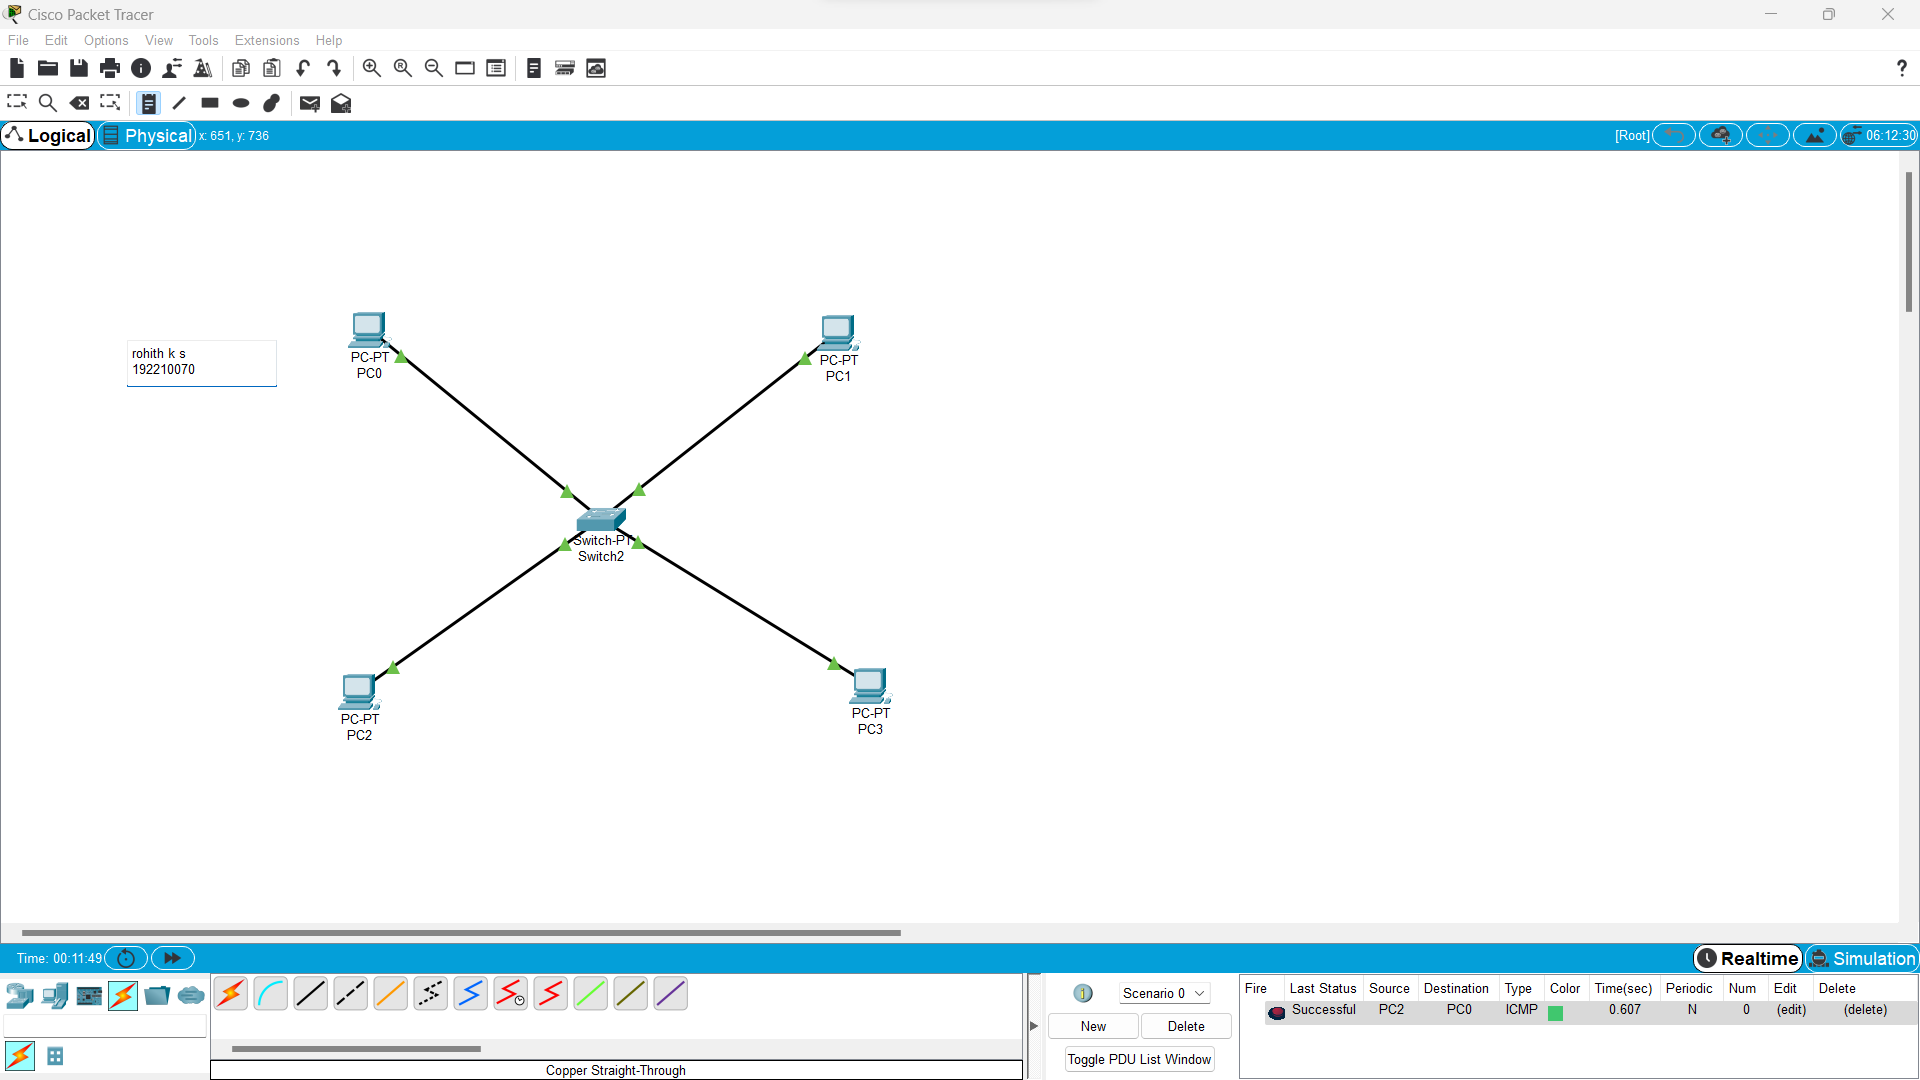 Cisco Packet Tracer
File Edit Options View Tools Extensions Help
?
Logical Physical x: 651, y: 736 [Root] 06:12:30
rohith k s
192210070
PC-PT
PC0
PC-PT
PC1
Switch-PT
Switch2
PC-PT
PC2
PC-PT
PC3
Time: 00:11:49 Realtime Simulation
Scenario 0
New Delete
Toggle PDU List Window
Fire Last Status Source Destination Type Color Time(sec) Periodic Num Edit Delete
Successful PC2 PC0 ICMP 0.607 N 0 (edit) (delete)
Copper Straight-Through